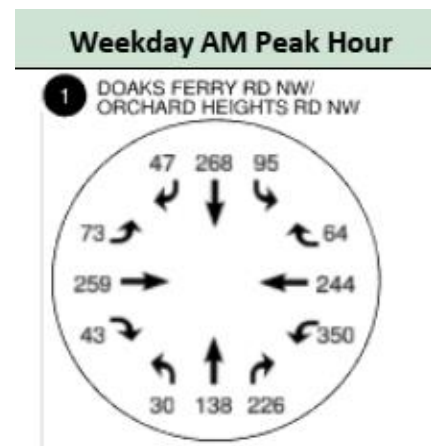 Weekday AM Peak Hour
1 DOAKS FERRY RD NW/
ORCHARD HEIGHTS RD NW
47 268 95
73 64
259 244
43 350
30 138 226